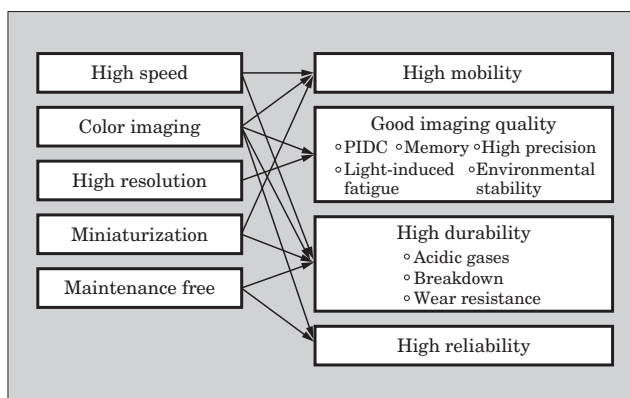 High speed
Color imaging
High resolution
Miniaturization
Maintenance free
High mobility
Good imaging quality
∘ PIDC ∘ Memory ∘ High precision
∘ Light-induced fatigue ∘ Environmental stability
High durability
∘ Acidic gases
∘ Breakdown
∘ Wear resistance
High reliability